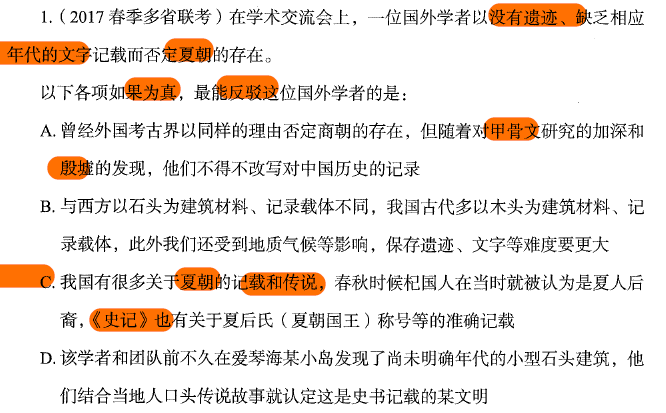 1.（2017春季多省联考）在学术交流会上，一位国外学者以没有遗迹、缺乏相应
年代的文字记载而否定夏朝的存在。
以下各项如果为真，最能反驳这位国外学者的是：
A. 曾经外国考古界以同样的理由否定商朝的存在，但随着对甲骨文研究的加深和
殷墟的发现，他们不得不改写对中国历史的记录
B. 与西方以石头为建筑材料、记录载体不同，我国古代多以木头为建筑材料、记
录载体，此外我们还受到地质气候等影响，保存遗迹、文字等难度要更大
C. 我国有很多关于夏朝的记载和传说，春秋时候杞国人在当时就被认为是夏人后
裔，《史记》也有关于夏后氏（夏朝国王）称号等的准确记载
D. 该学者和团队前不久在爱琴海某小岛发现了尚未明确年代的小型石头建筑，他
们结合当地人口头传说故事就认定这是史书记载的某文明